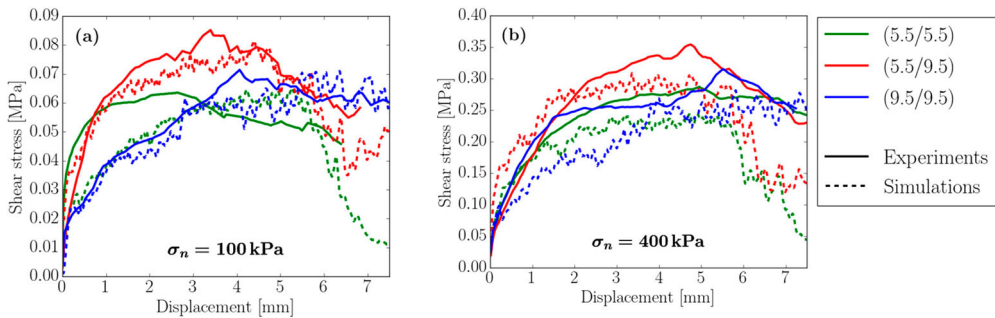 0.09
0.08
0.07
0.06
0.05
0.04
0.03
0.02
0.01
0.00
Shear stress [MPa]
(a)
σn = 100 kPa
0 1 2 3 4 5 6 7
Displacement [mm]
0.40
0.35
0.30
0.25
0.20
0.15
0.10
0.05
0.00
Shear stress [MPa]
(b)
σn = 400 kPa
0 1 2 3 4 5 6 7
Displacement [mm]
(5.5/5.5)
(5.5/9.5)
(9.5/9.5)
Experiments
Simulations